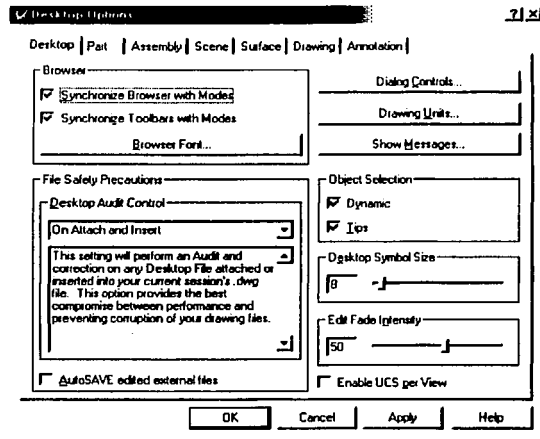 Desktop Options
Desktop Part Assembly Scene Surface Drawing Annotation
Browser
Synchronize Browser with Modes
Synchronize Toolbars with Modes
Browser Font...
Dialog Controls...
Drawing Units...
Show Messages...
File Safety Precautions
Desktop Audit Control
On Attach and Insert
This setting will perform an Audit and
correction on any Desktop File attached or
inserted into your current session's .dwg
file. This option provides the best
compromise between performance and
preventing corruption of your drawing files.
AutoSAVE edited external files
Object Selection
Dynamic
Tips
Desktop Symbol Size
8
Edit Fade Intensity
50
Enable UCS per View
OK Cancel Apply Help